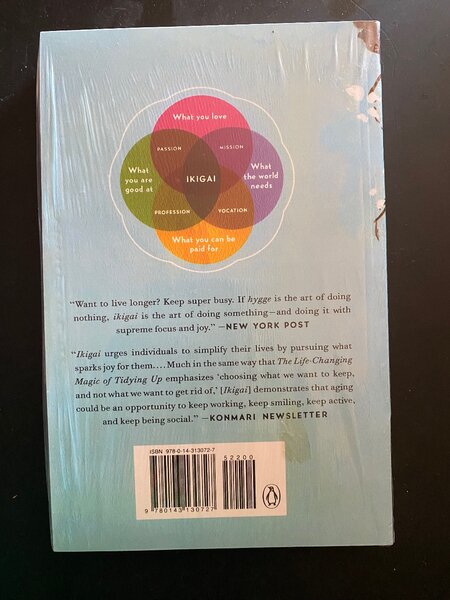 What you love
PASSION
MISSION
What
you are
good at
IKIGAI
What
the world
needs
PROFESSION
VOCATION
What you can be
paid for
“Want to live longer? Keep super busy. If hygge is the art of doing
nothing, ikigai is the art of doing something—and doing it with
supreme focus and joy.” —NEW YORK POST
“Ikigai urges individuals to simplify their lives by pursuing what
sparks joy for them. . . . Much in the same way that The Life-Changing
Magic of Tidying Up emphasizes ‘choosing what we want to keep,
and not what we want to get rid of,’ [Ikigai] demonstrates that aging
could be an opportunity to keep working, keep smiling, keep active,
and keep being social.” —KONMARI NEWSLETTER
ISBN 978-0-14-313072-7
52200
9 780143 130727